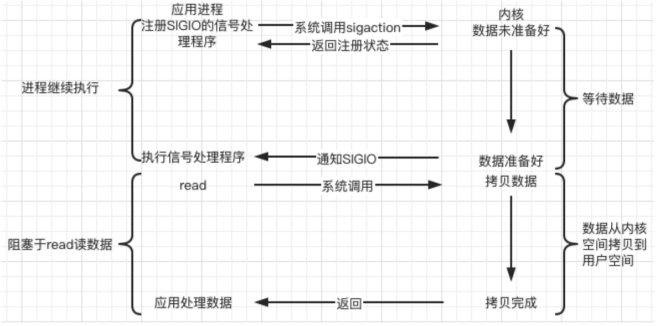 应用进程
注册SIGIO的信号处
理程序
系统调用sigaction
内核
数据未准备好
返回注册状态
进程继续执行
等待数据
执行信号处理程序
通知SIGIO
数据准备好
read
系统调用
拷贝数据
阻塞于read读数据
数据从内核
空间拷贝到
用户空间
应用处理数据
返回
拷贝完成